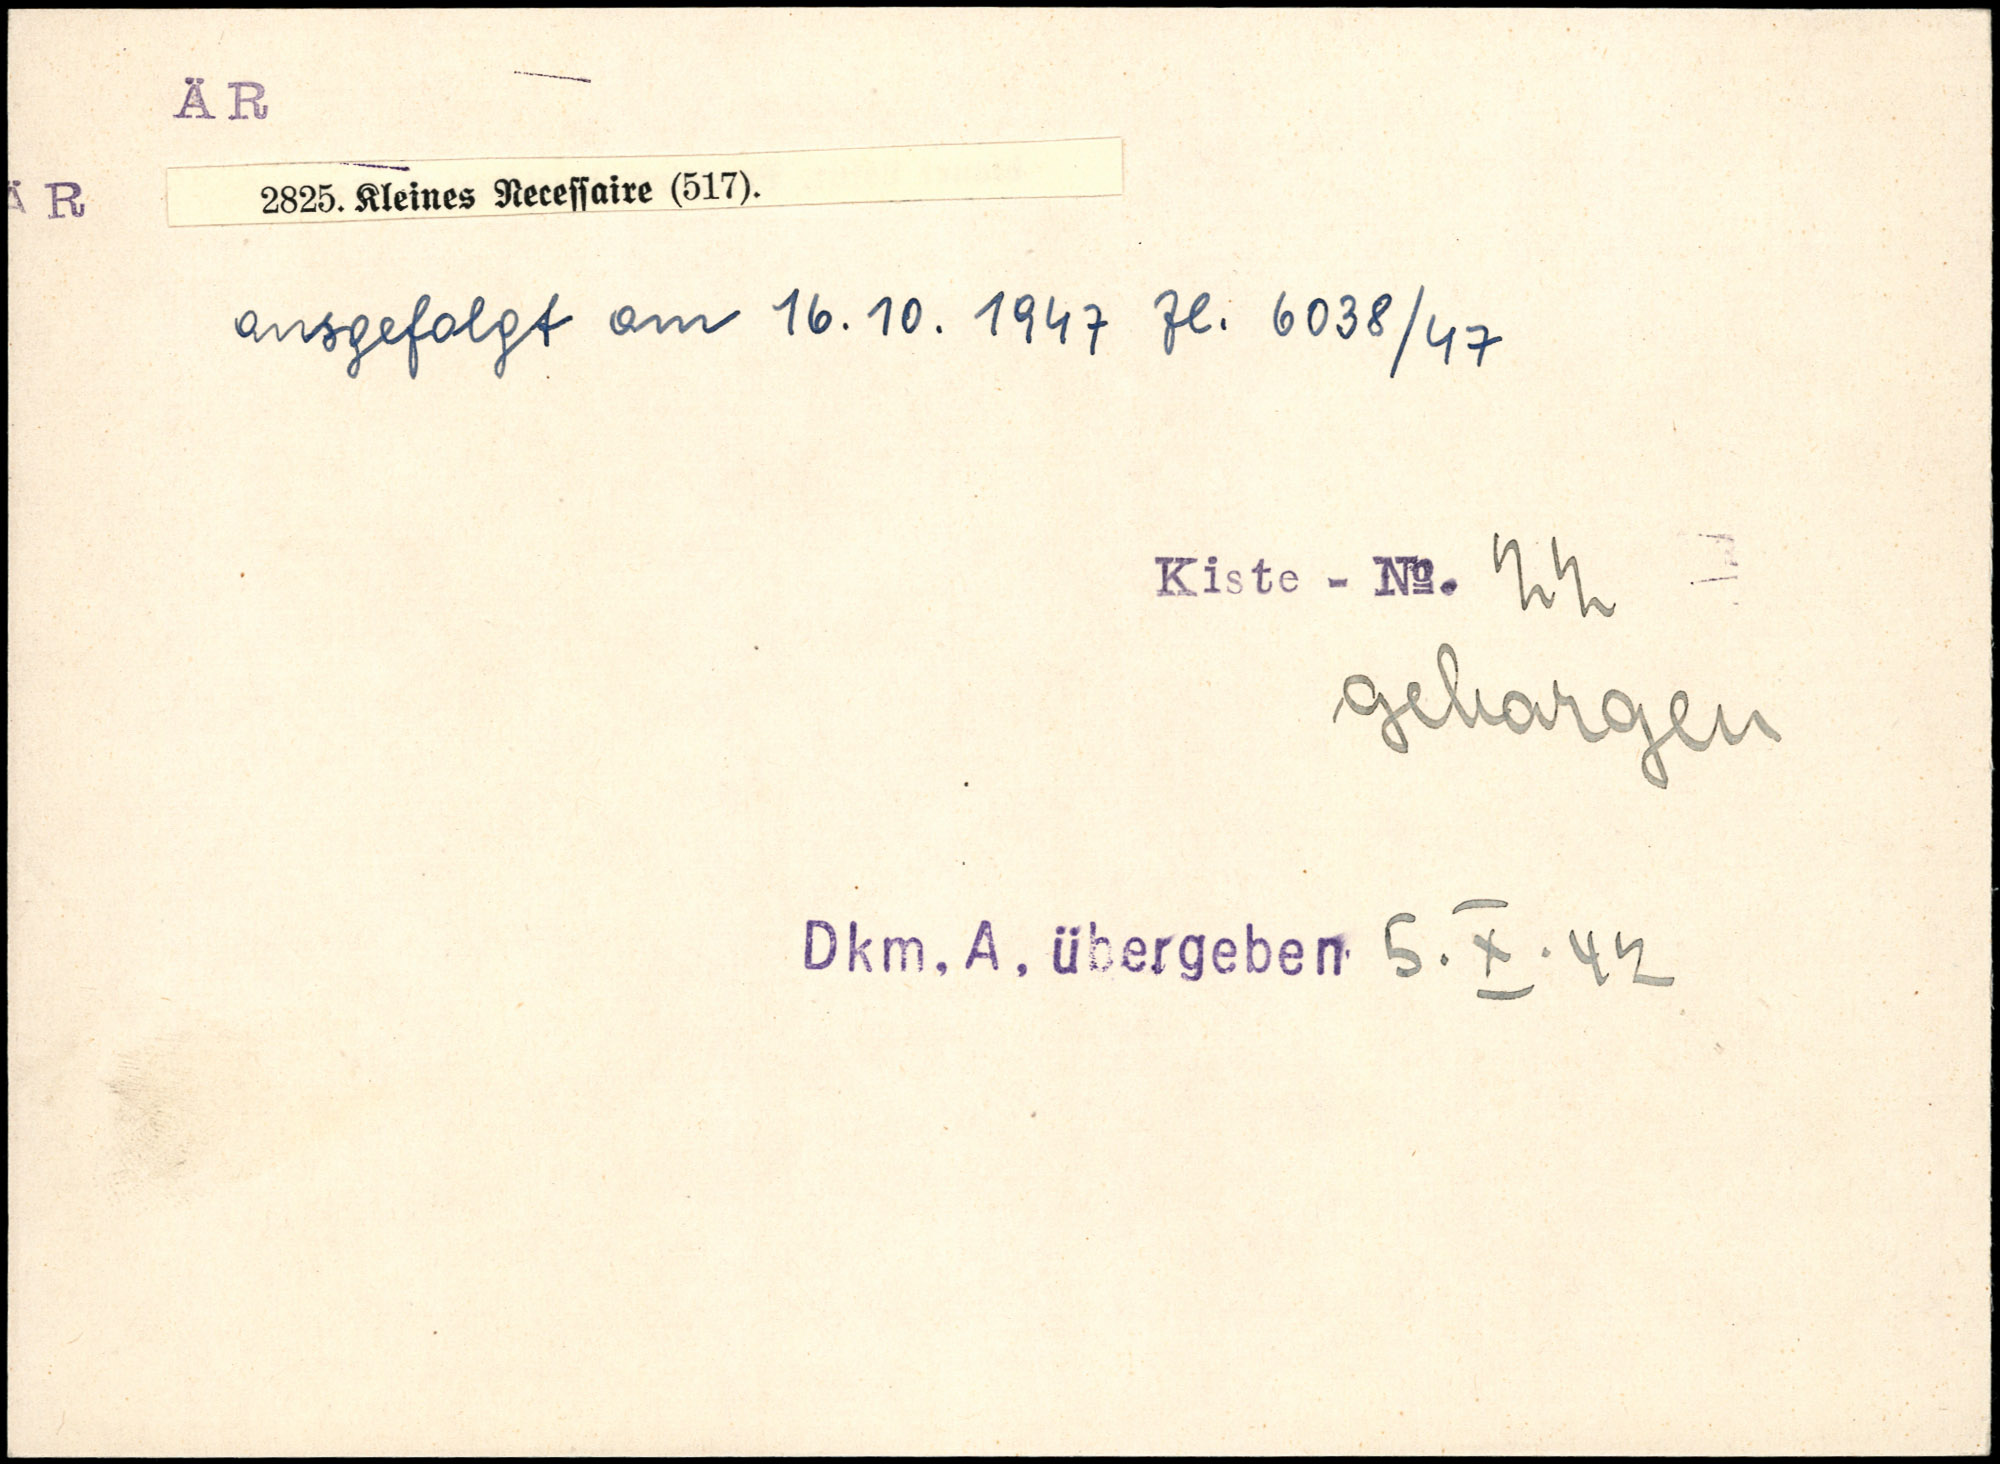 ÄR
ÄR
2825. Kleines Necessaire (517).
ausgefolgt am 16.10.1947 Zl. 6038/47
Kiste - No. 22
geborgen
Dkm. A. übergeben 5.X.42